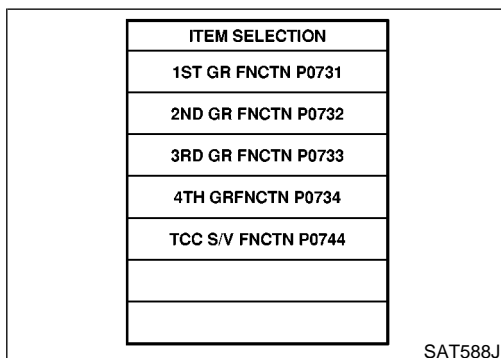 ITEM SELECTION
1ST GR FNCTN P0731
2ND GR FNCTN P0732
3RD GR FNCTN P0733
4TH GRFNCTN P0734
TCC S/V FNCTN P0744
SAT588J